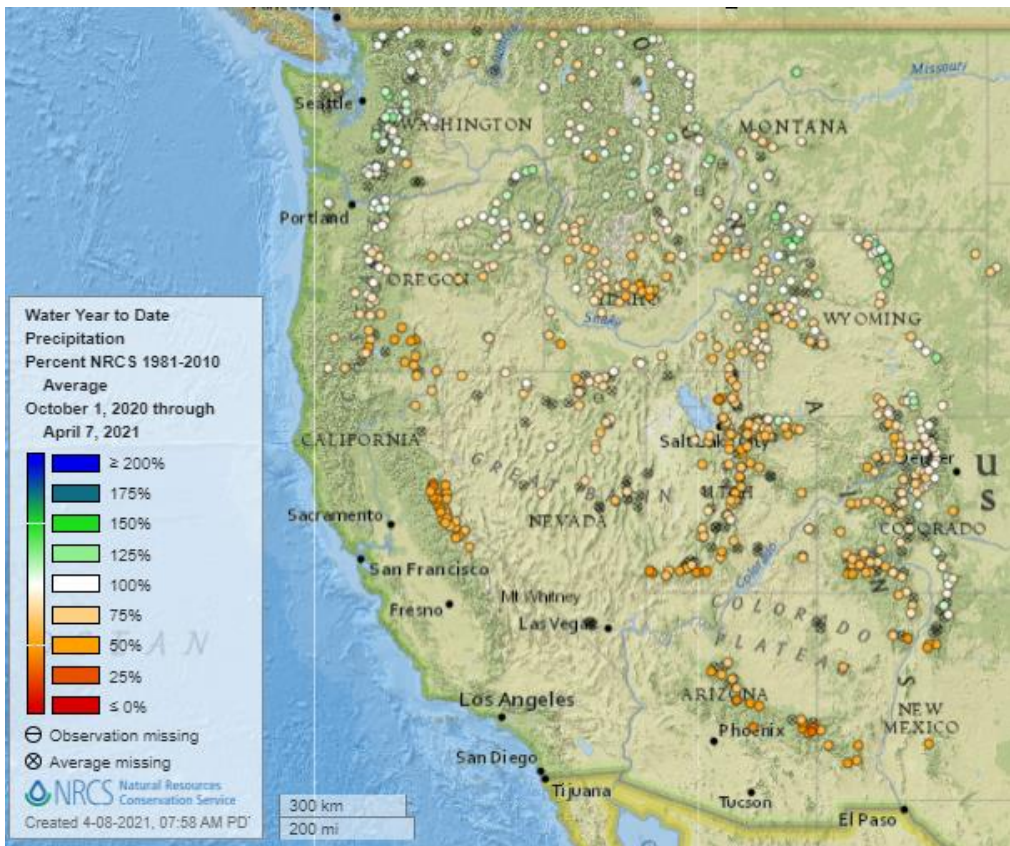 Vancouver
Missouri
Seattle
WASHINGTON
MONTANA
Portland
OREGON
Snake
WYOMING
CALIFORNIA
Salt Lake City
GREAT BASIN
UTAH
Denver
US
NEVADA
COLORADO
Sacramento
San Francisco
Colorado
Fresno
Mt Whitney
Las Vegas
COLORADO
PLATEAU
Los Angeles
ARIZONA
NEW
MEXICO
Phoenix
San Diego
Tijuana
Tucson
El Paso
Water Year to Date
Precipitation
Percent NRCS 1981-2010
Average
October 1, 2020 through
April 7, 2021
≥ 200%
175%
150%
125%
100%
75%
50%
25%
≤ 0%
Observation missing
Average missing
NRCS Natural Resources
Conservation Service
Created 4-08-2021, 07:58 AM PD
300 km
200 mi